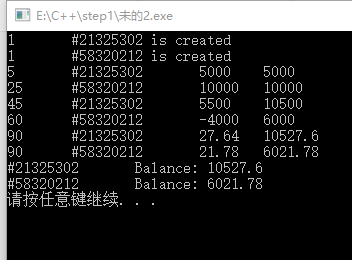 E:\C++\step1\未的2.exe
1 #21325302 is created
1 #58320212 is created
5 #21325302 5000 5000
25 #58320212 10000 10000
45 #21325302 5500 10500
60 #58320212 -4000 6000
90 #21325302 27.64 10527.6
90 #58320212 21.78 6021.78
#21325302 Balance: 10527.6
#58320212 Balance: 6021.78
请按任意键继续. . .